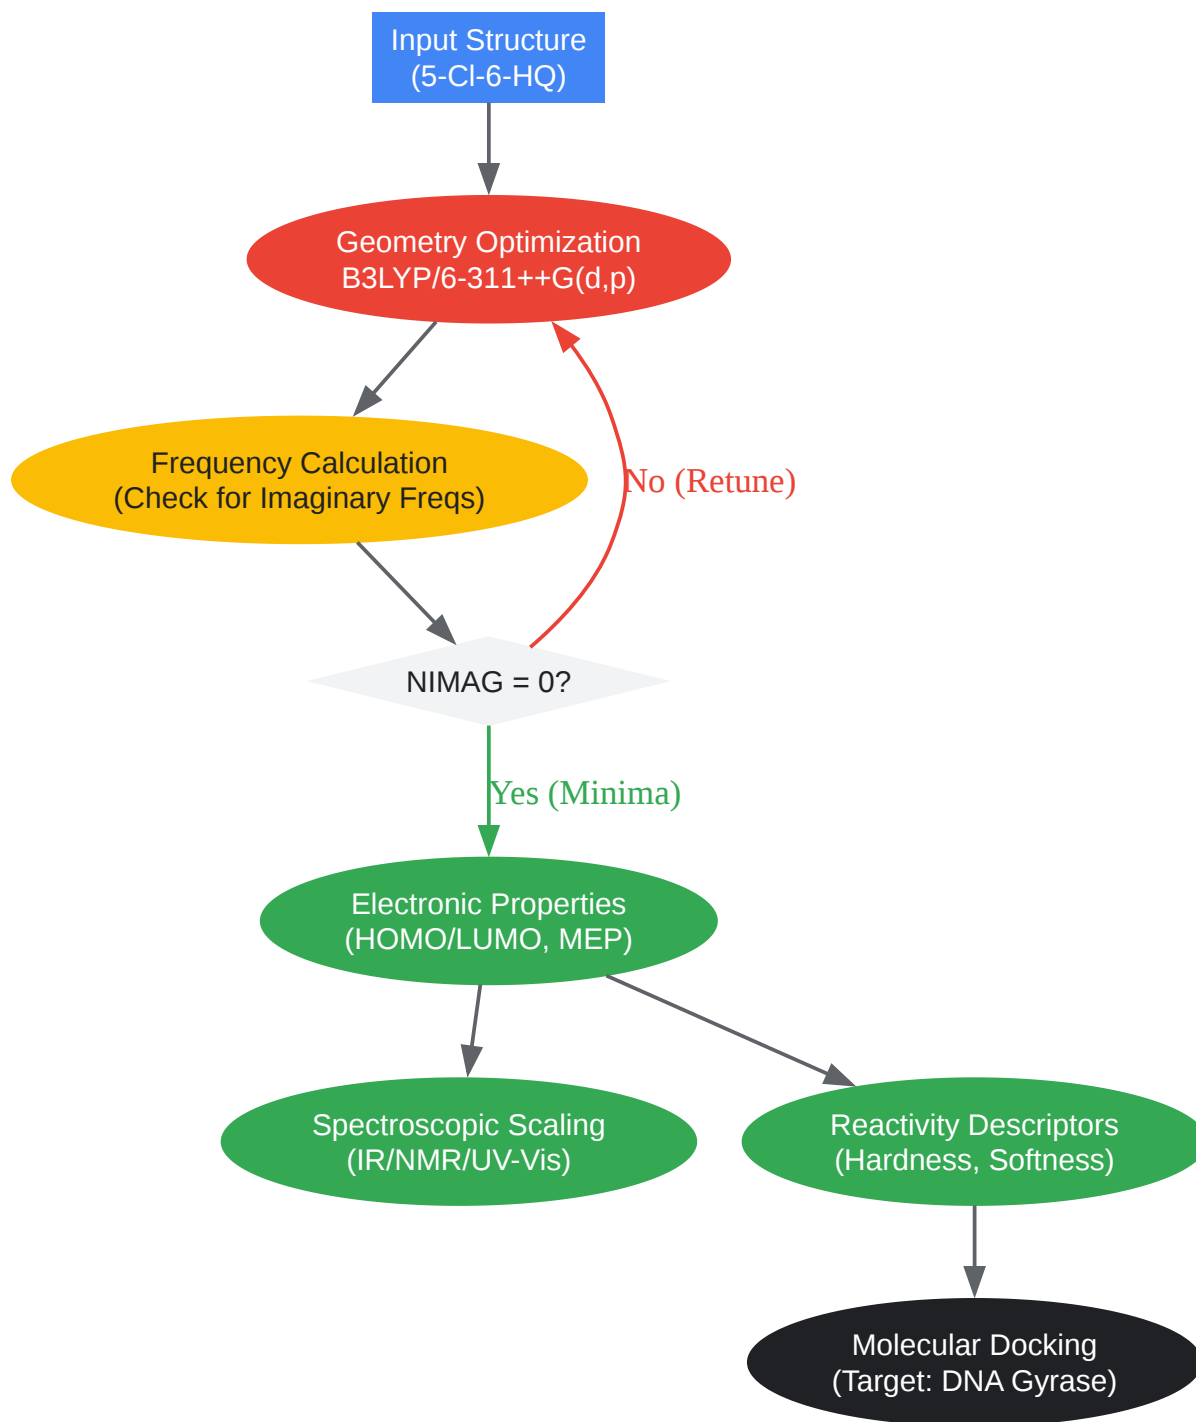 Input Structure
(5-Cl-6-HQ)
Geometry Optimization
B3LYP/6-311++G(d,p)
Frequency Calculation
(Check for Imaginary Freqs)
No (Retune)
NIMAG = 0?
Yes (Minima)
Electronic Properties
(HOMO/LUMO, MEP)
Spectroscopic Scaling
(IR/NMR/UV-Vis)
Reactivity Descriptors
(Hardness, Softness)
Molecular Docking
(Target: DNA Gyrase)